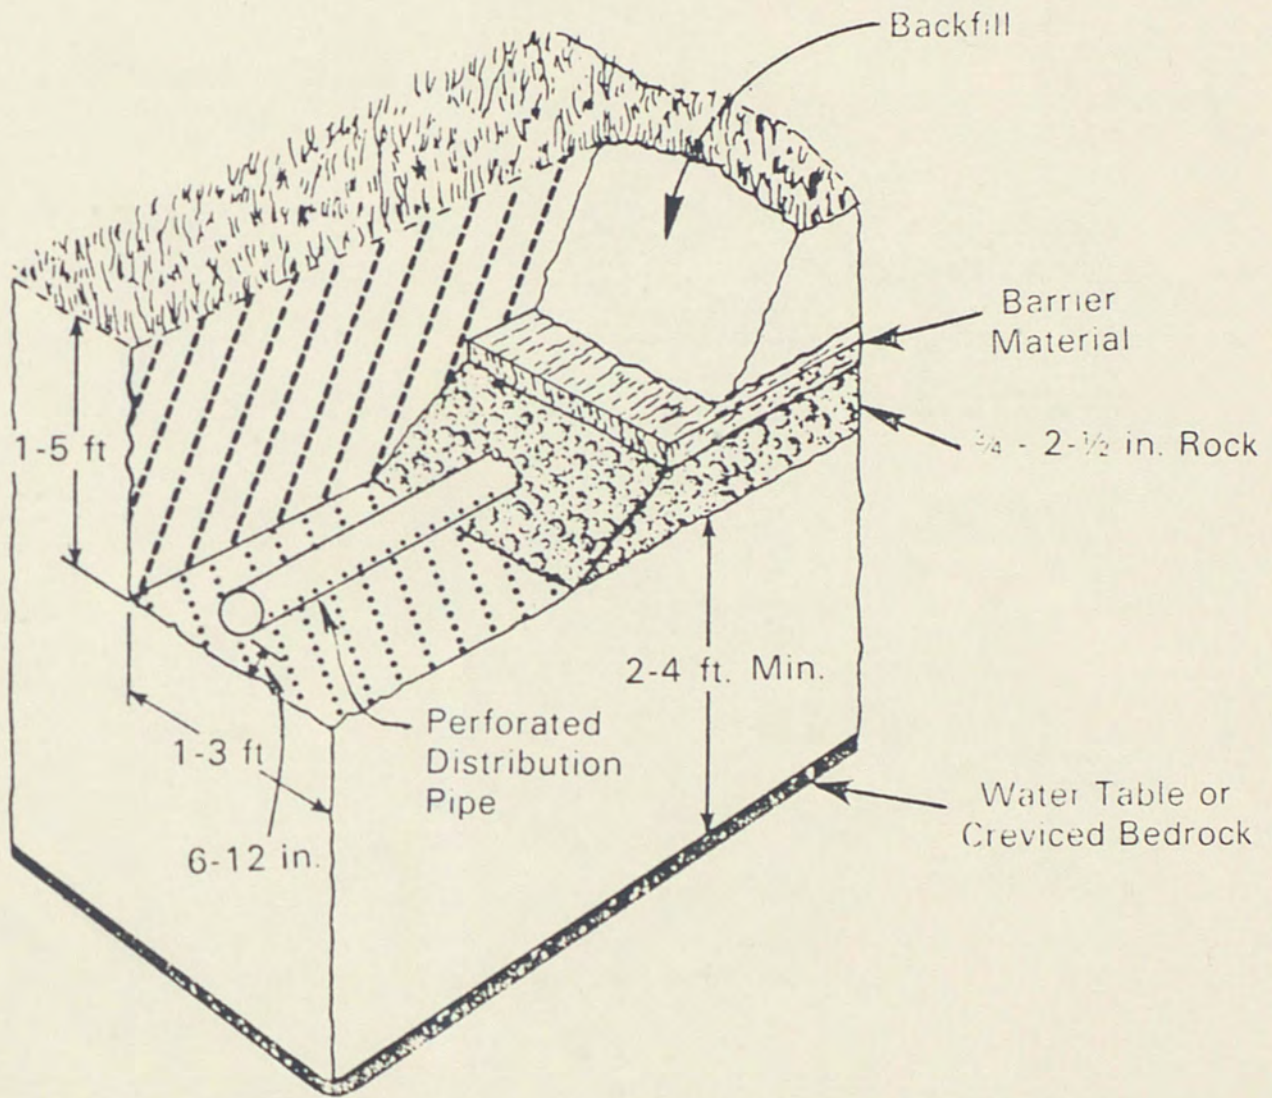 Backfill
Barrier
Material
1-5 ft
¾ - 2-½ in. Rock
2-4 ft. Min.
Perforated
Distribution
Pipe
1-3 ft
Water Table or
Creviced Bedrock
6-12 in.